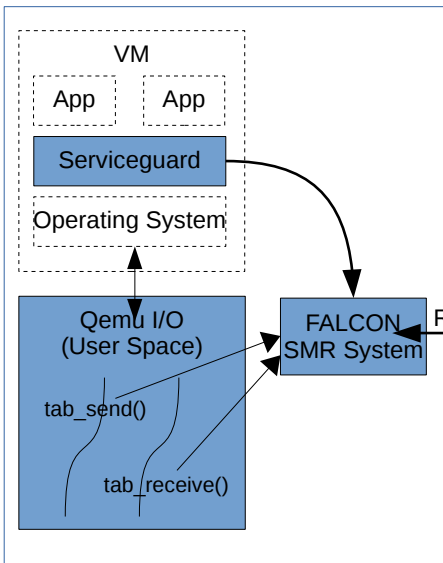 VM
App
App
Serviceguard
Operating System
Qemu I/O
(User Space)
tab_send()
tab_receive()
FALCON
SMR System